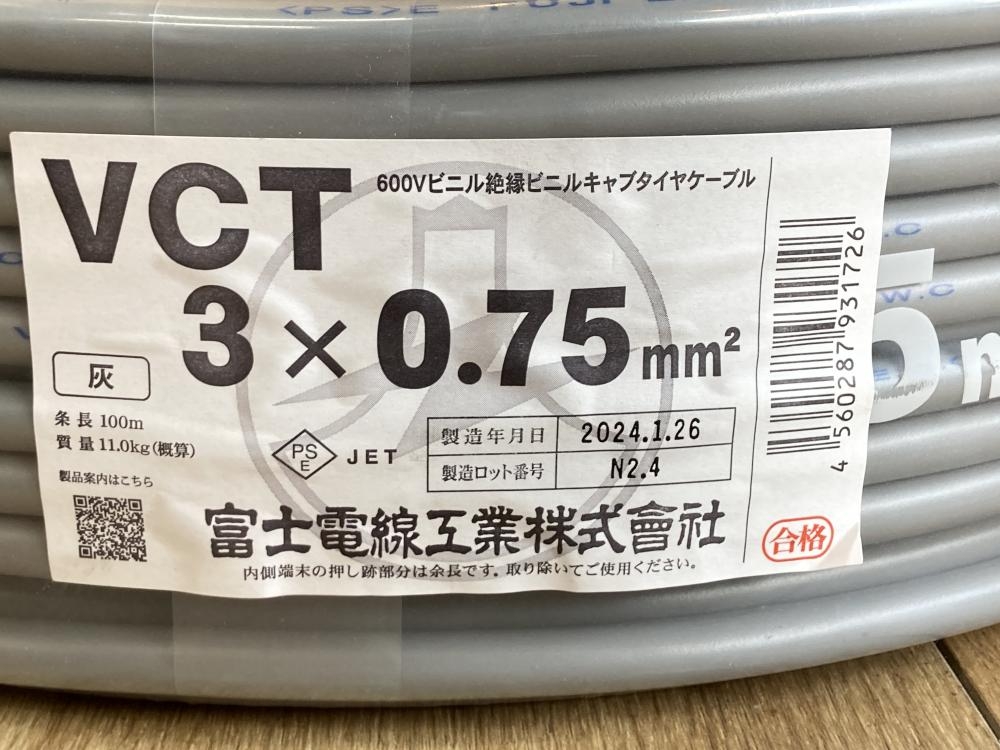 <PS>E FUJI E
VCT
600Vビニル絶縁ビニルキャブタイヤケーブル
3×0.75mm²
灰
条長 100m
質量 11.0kg(概算)
製品案内はこちら
PS
E
JET
製造年月日 2024.1.26
製造ロット番号 N2.4
富士電線工業株式會社
内側端末の押し跡部分は余長です。取り除いてご使用ください。
4 560287 931726
合格
.C
W.C
5m